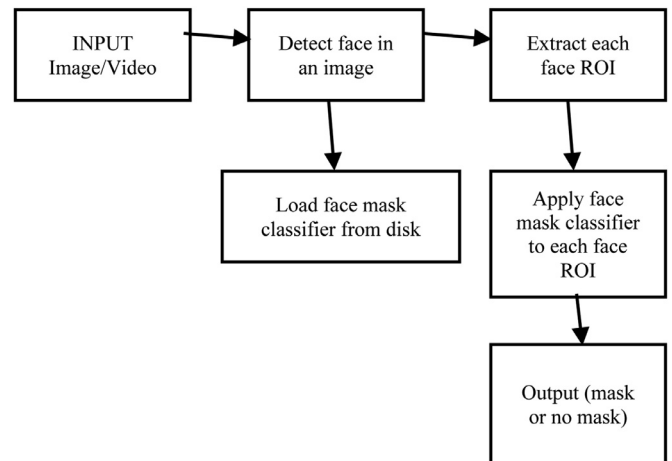 INPUT
Image/Video
Detect face in
an image
Extract each
face ROI
Load face mask
classifier from disk
Apply face
mask classifier
to each face
ROI
Output (mask
or no mask)